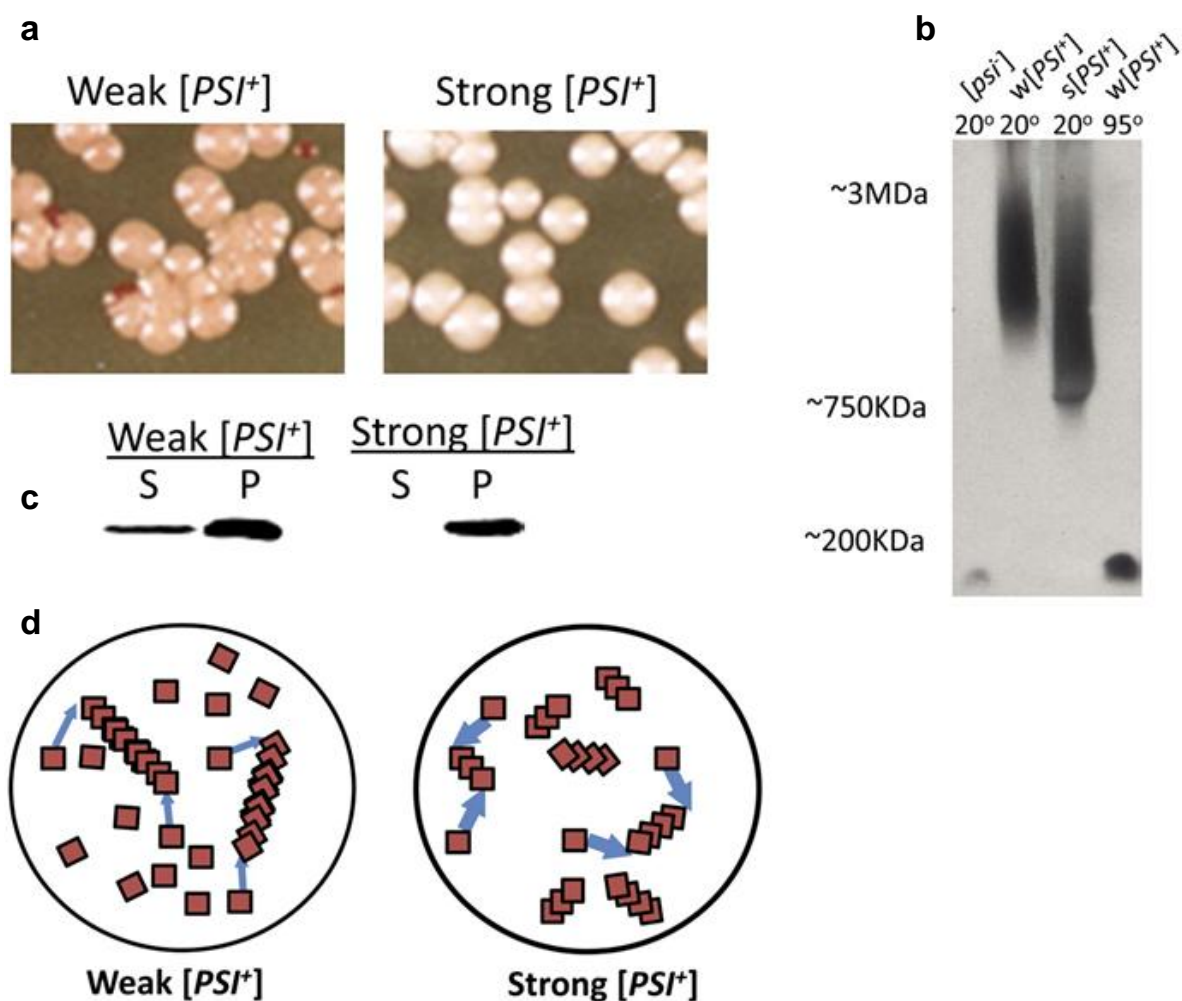 a
Weak [PSI⁺]
Strong [PSI⁺]
b
[psi⁻]
w[PSI⁺]
s[PSI⁺]
w[PSI⁺]
20° 20° 20° 95°
~3MDa
~750KDa
~200KDa
c
Weak [PSI⁺]
Strong [PSI⁺]
S P S P
d
Weak [PSI⁺]
Strong [PSI⁺]